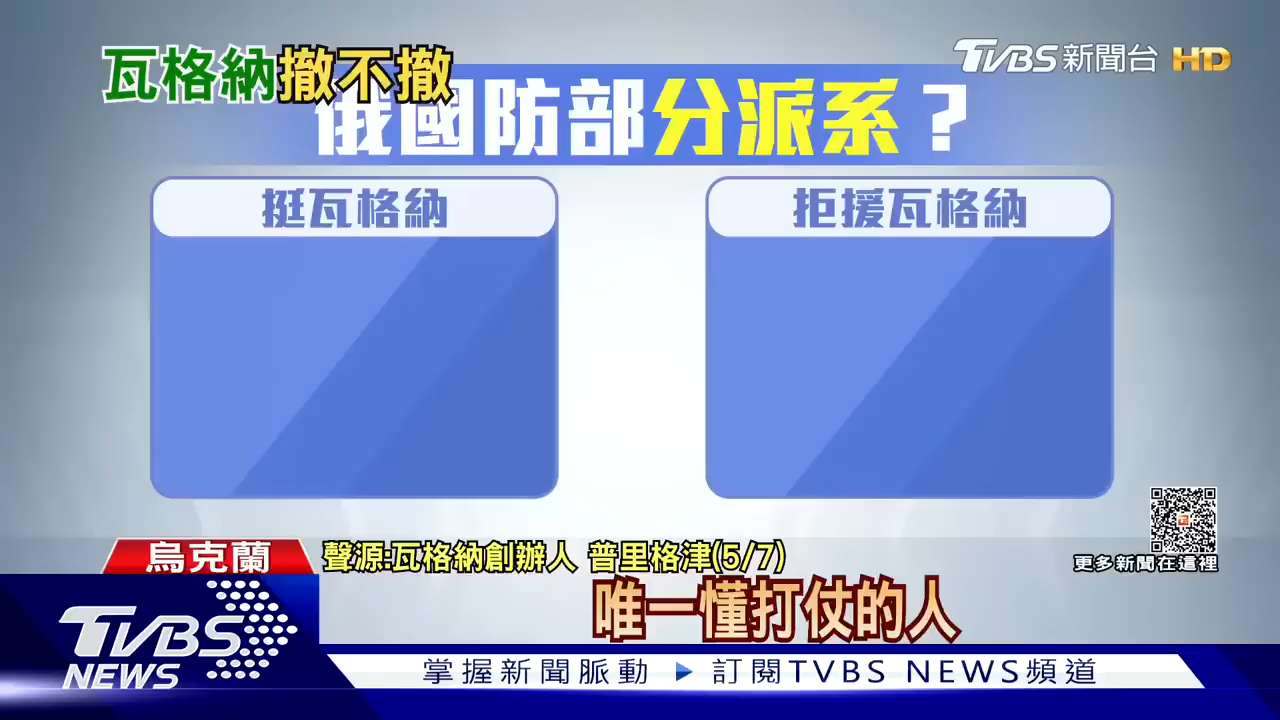 瓦格納撤不撤
TVBS新聞台 HD
俄國防部分派系？
挺瓦格納
拒援瓦格納
更多新聞在這裡
烏克蘭
聲源:瓦格納創辦人 普里格津(5/7)
唯一懂打仗的人
TVBS NEWS
掌握新聞脈動 ▶ 訂閱TVBS NEWS頻道